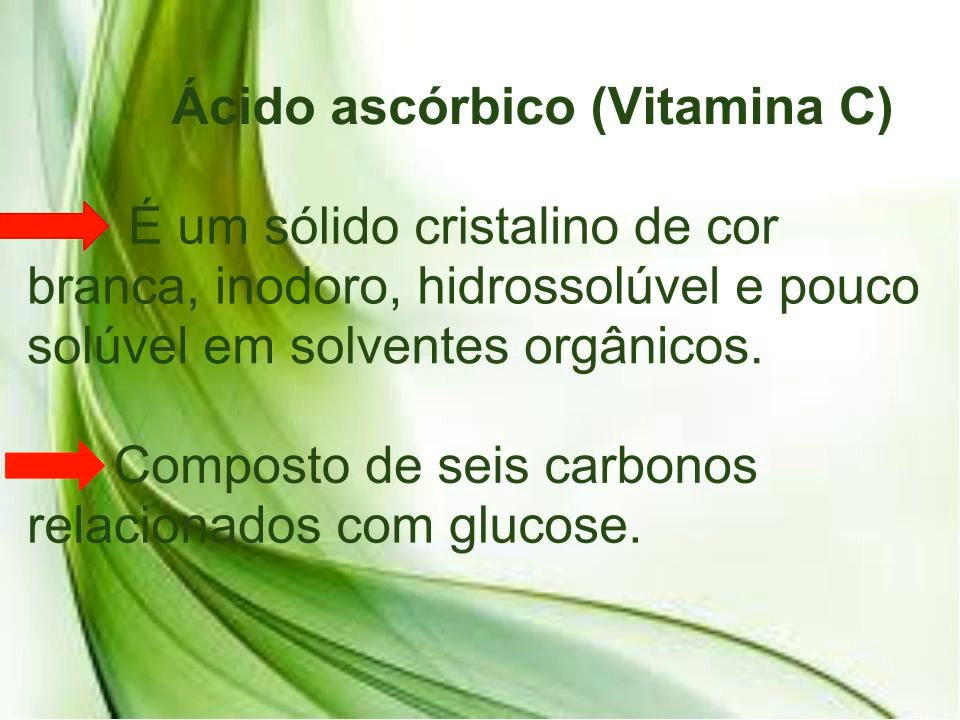 Ácido ascórbico (Vitamina C)
É um sólido cristalino de cor
branca, inodoro, hidrossolúvel e pouco
solúvel em solventes orgânicos.
Composto de seis carbonos
relacionados com glucose.